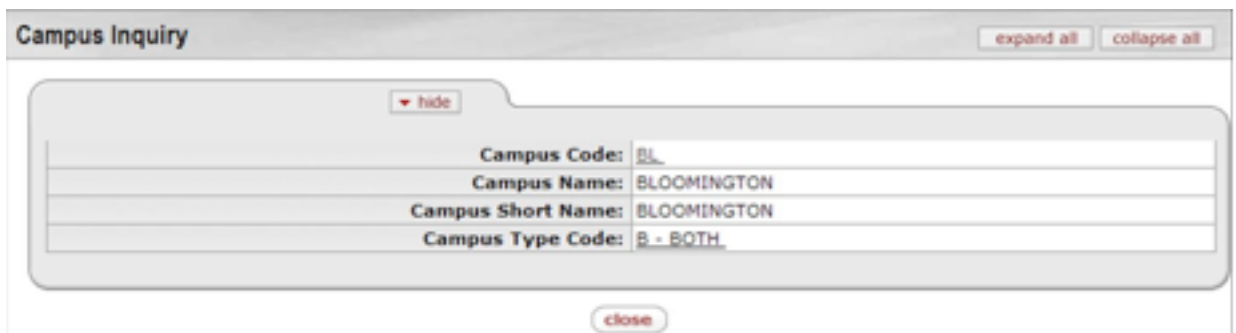 Campus Inquiry expand all collapse all
hide
Campus Code: BL
Campus Name: BLOOMINGTON
Campus Short Name: BLOOMINGTON
Campus Type Code: B - BOTH
close